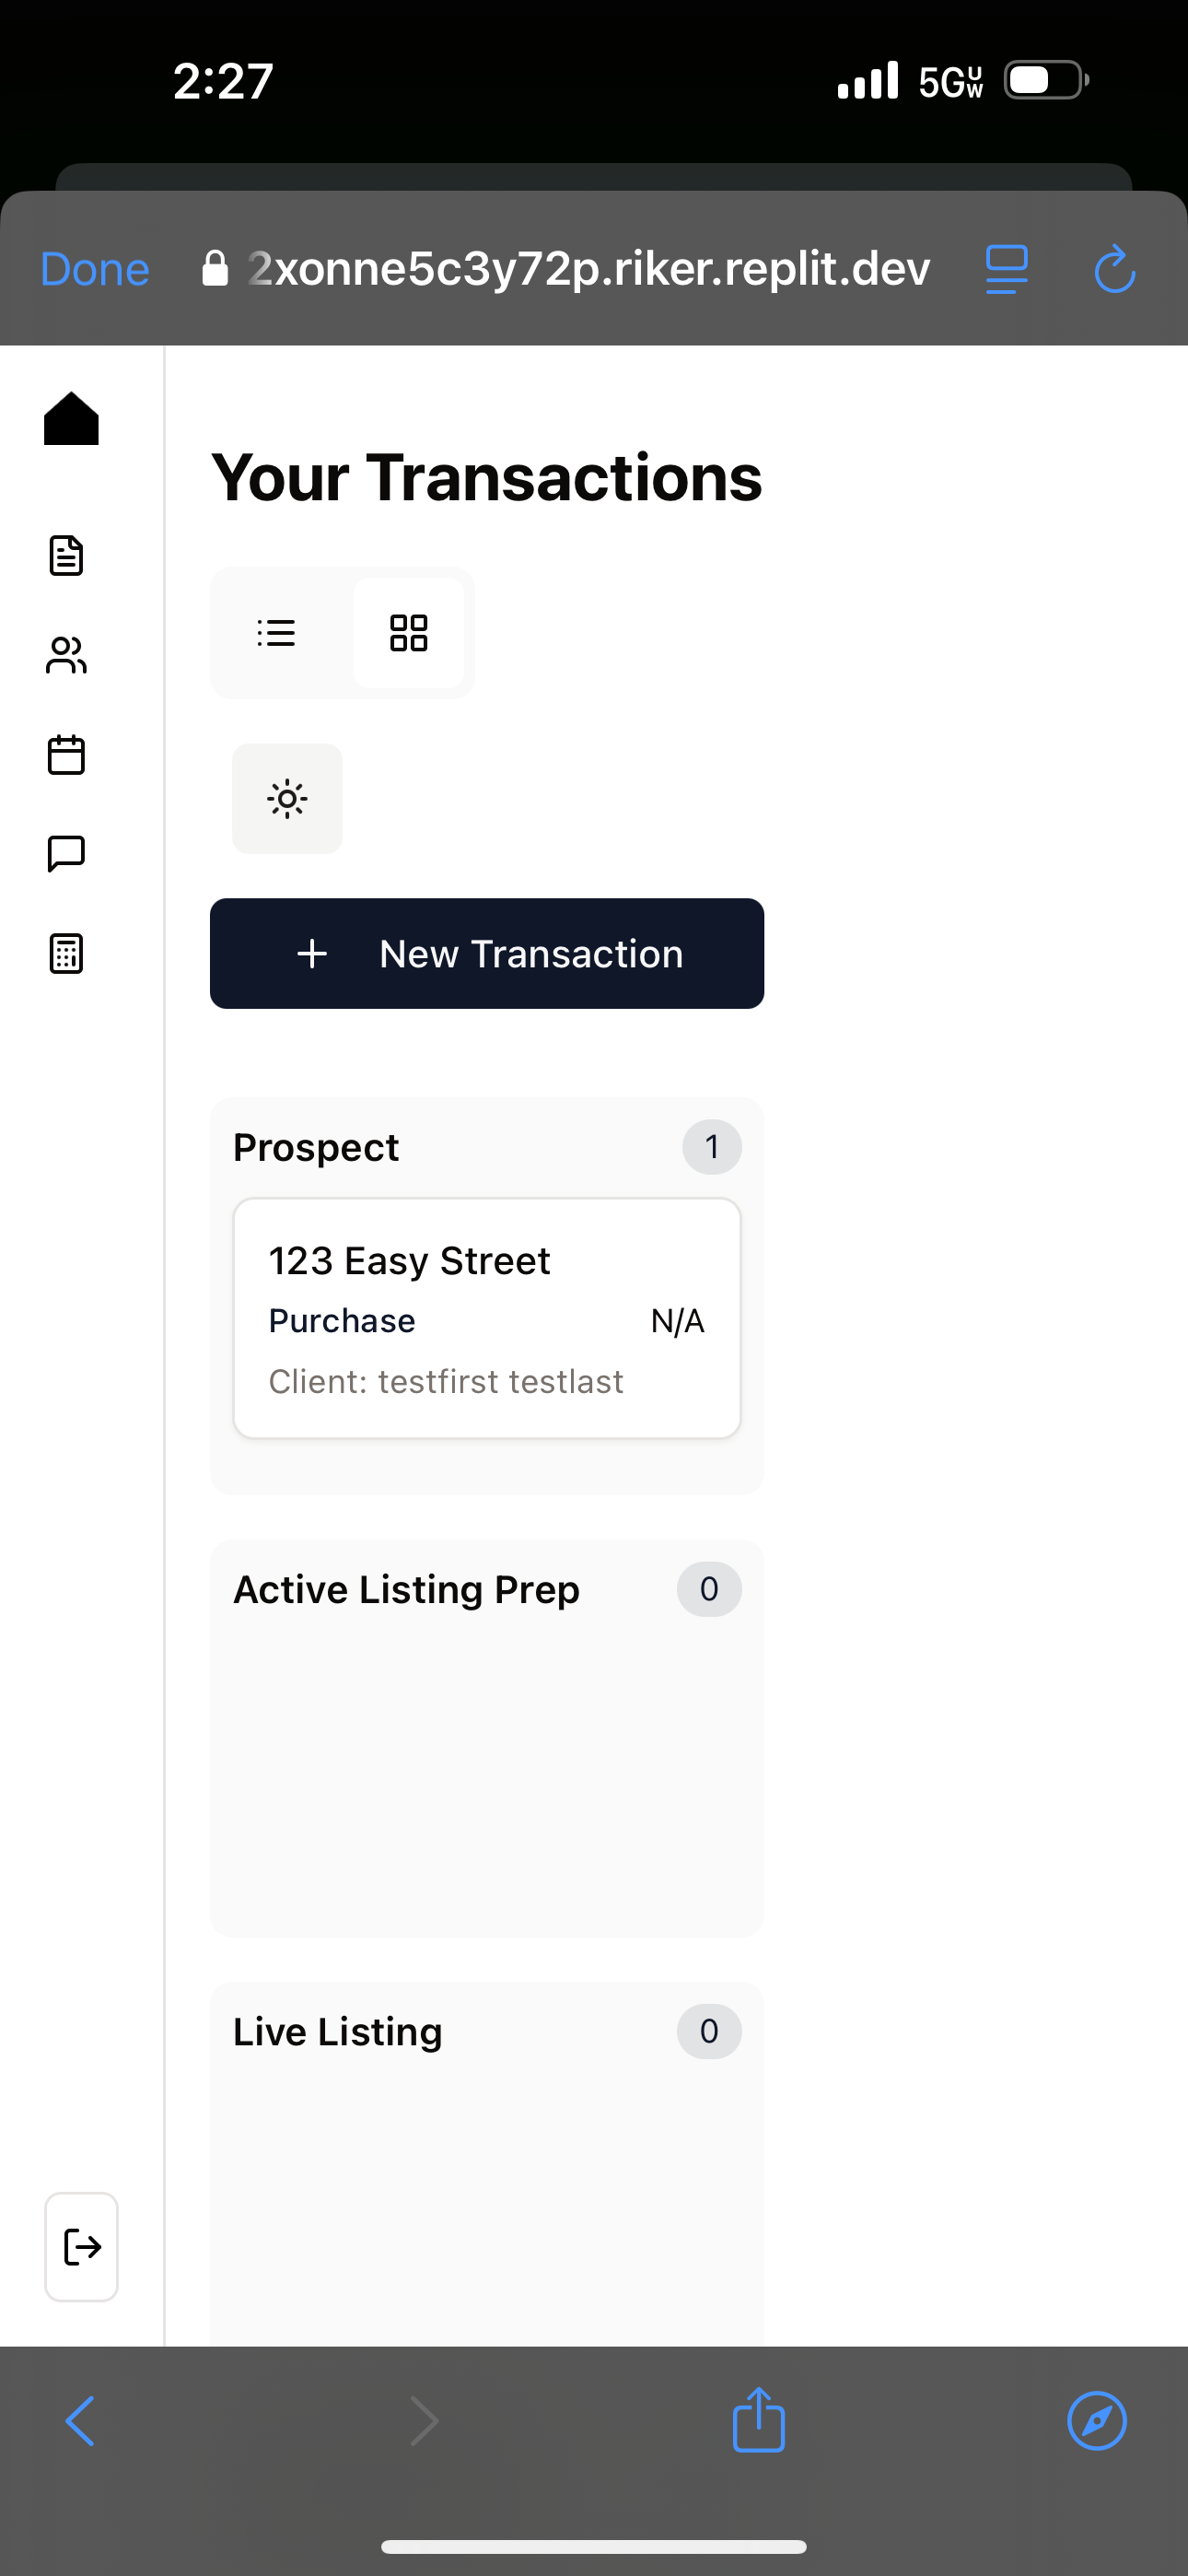 2:27
5G UW
Done
2xonne5c3y72p.riker.replit.dev
Your Transactions
+ New Transaction
Prospect
1
123 Easy Street
Purchase
N/A
Client: testfirst testlast
Active Listing Prep
0
Live Listing
0